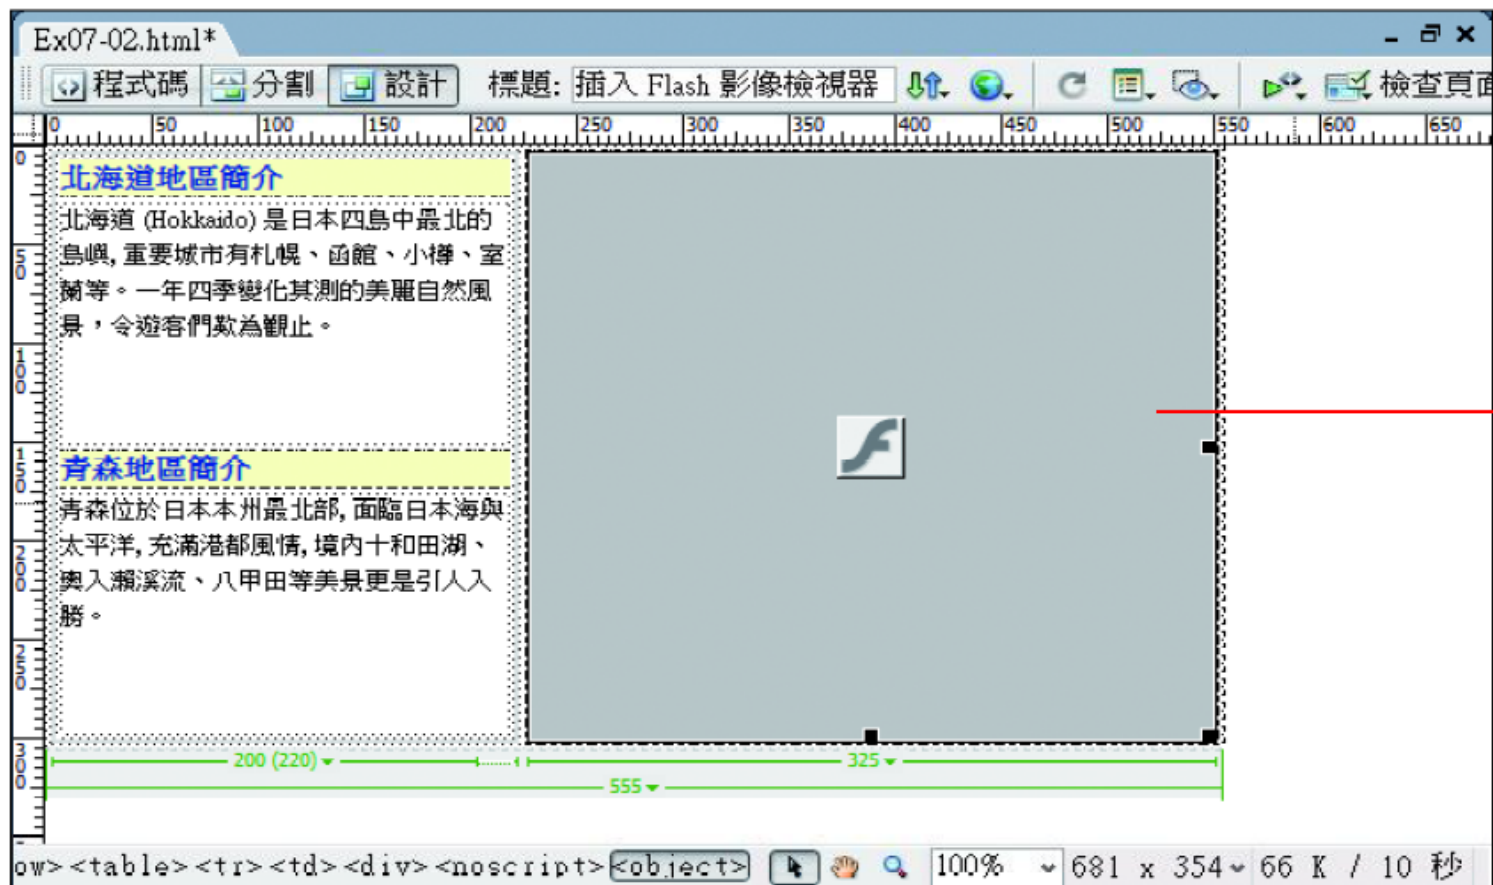 Ex07-02.html*
程式碼 分割 設計 標題: 插入 Flash 影像檢視器 檢查頁面
0 50 100 150 200 250 300 350 400 450 500 550 600 650
0
50
100
150
200
250
300
北海道地區簡介
北海道 (Hokkaido) 是日本四島中最北的
島嶼, 重要城市有札幌、函館、小樽、室
蘭等。一年四季變化其測的美麗自然風
景，令遊客們歎為觀止。
青森地區簡介
青森位於日本本州最北部, 面臨日本海與
太平洋, 充滿港都風情, 境內十和田湖、
奧入瀨溪流、八甲田等美景更是引人入
勝。
200 (220) 325
555
ow> <table> <tr> <td> <div> <noscript> <object> 100% 681 x 354 66 K / 10 秒